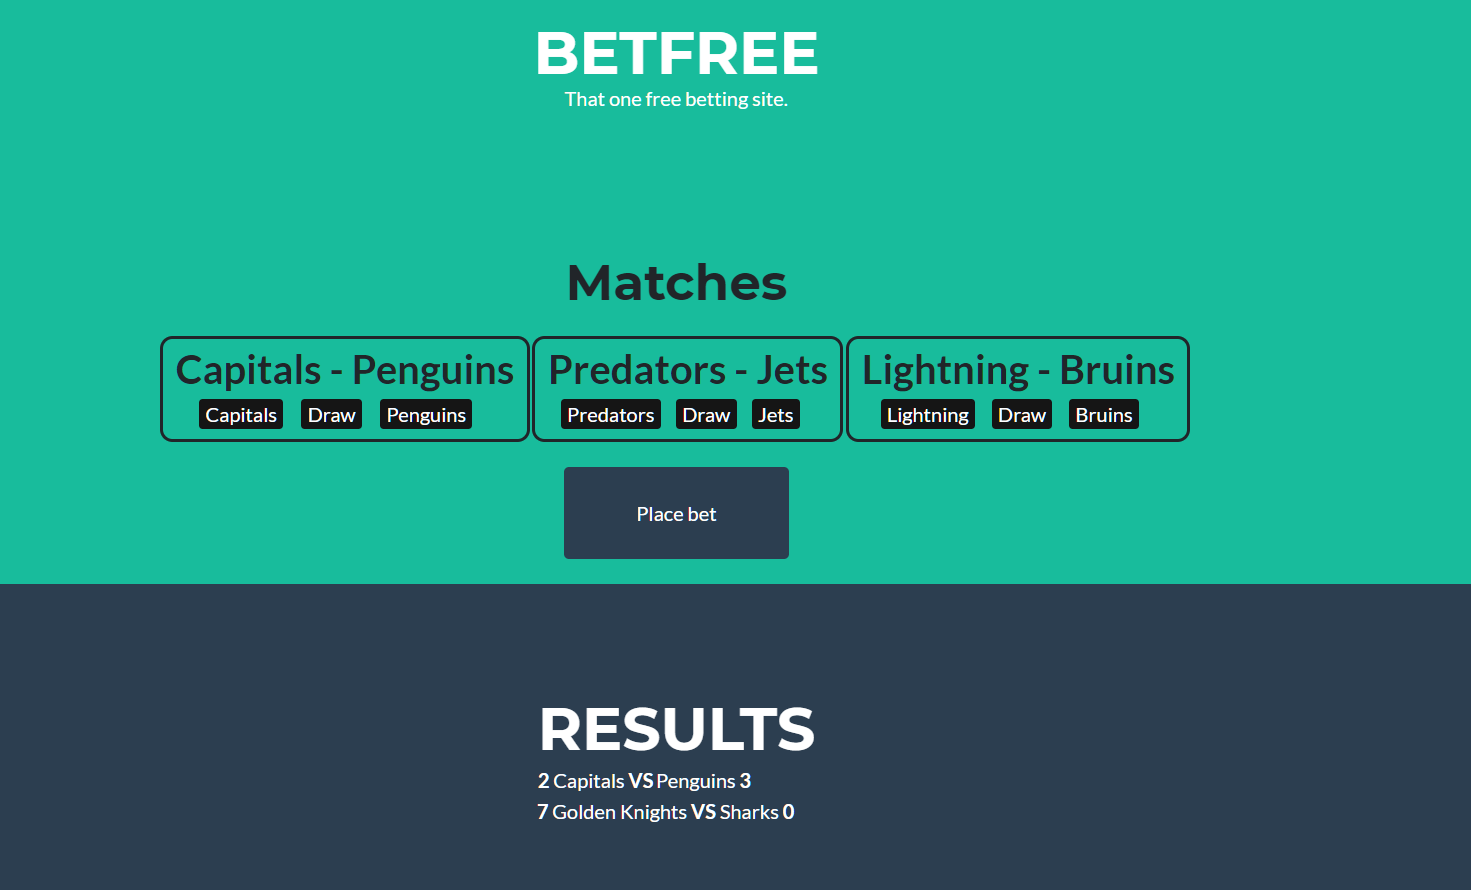 BETFREE
That one free betting site.
Matches
Capitals - Penguins
Capitals Draw Penguins
Predators - Jets
Predators Draw Jets
Lightning - Bruins
Lightning Draw Bruins
Place bet
RESULTS
2 Capitals VS Penguins 3
7 Golden Knights VS Sharks 0